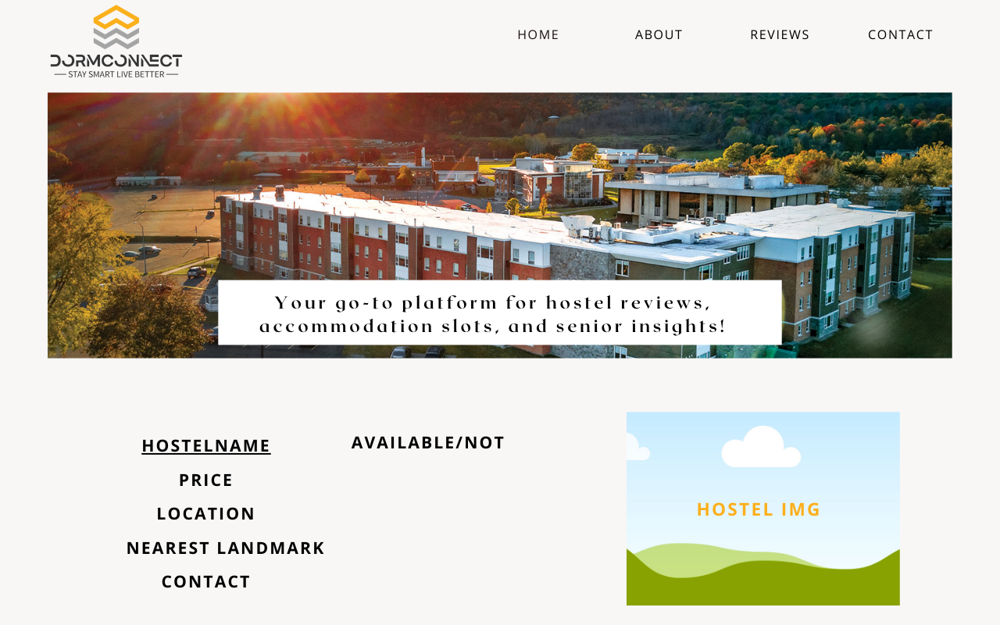 DORMCONNECT
STAY SMART LIVE BETTER
HOME ABOUT REVIEWS CONTACT
Your go-to platform for hostel reviews,
accommodation slots, and senior insights!
HOSTELNAME
PRICE
LOCATION
NEAREST LANDMARK
CONTACT
AVAILABLE/NOT
HOSTEL IMG